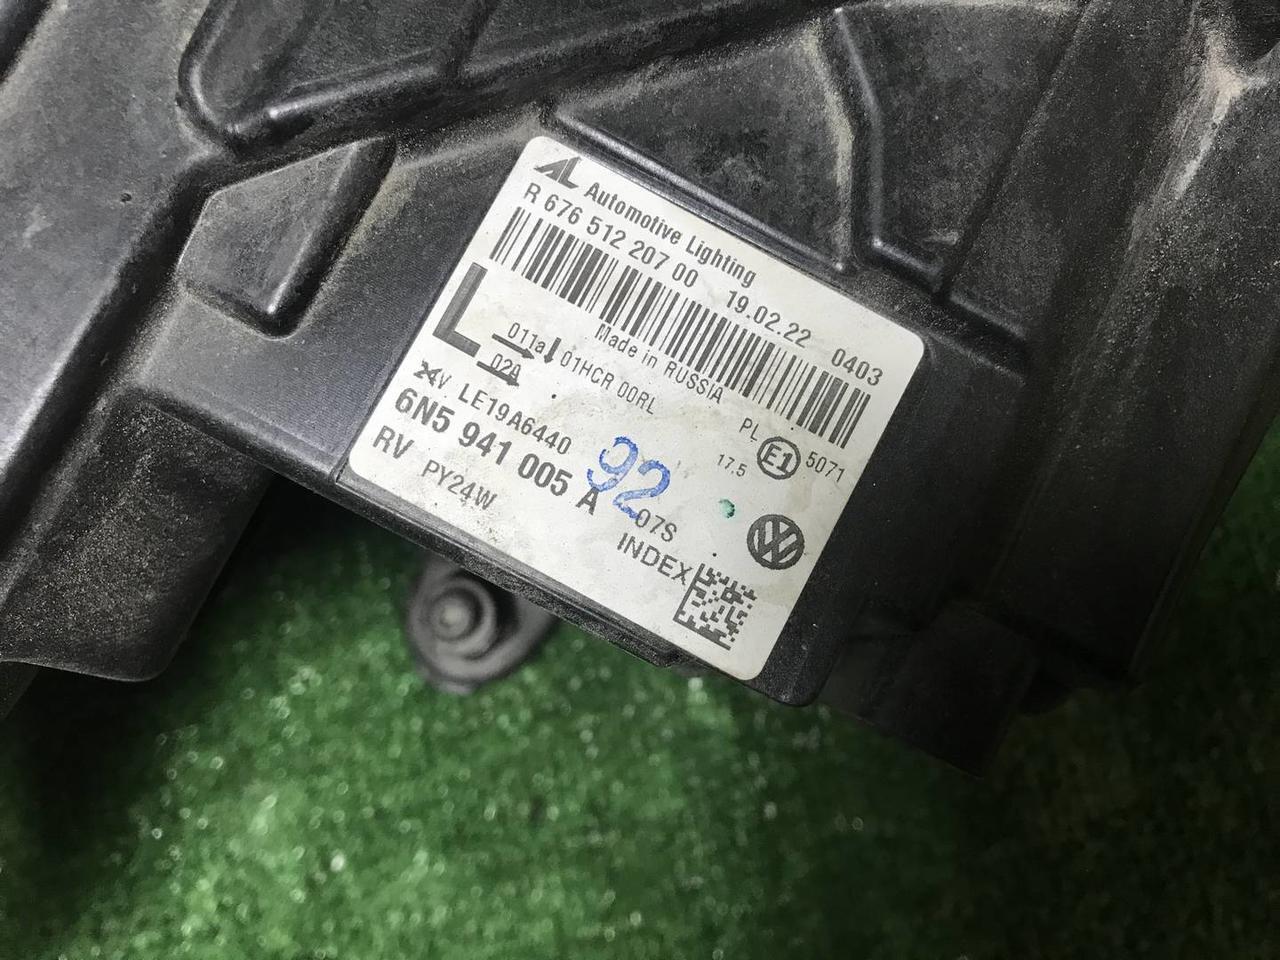 AL Automotive Lighting
R 676 512 207 00 19.02.22 0403
Made in RUSSIA
L
011a 01HCR 00RL
02A
PL E1 5071
17.5
V LE19A6440
6N5 941 005 A
92
07S
RV PY24W
INDEX